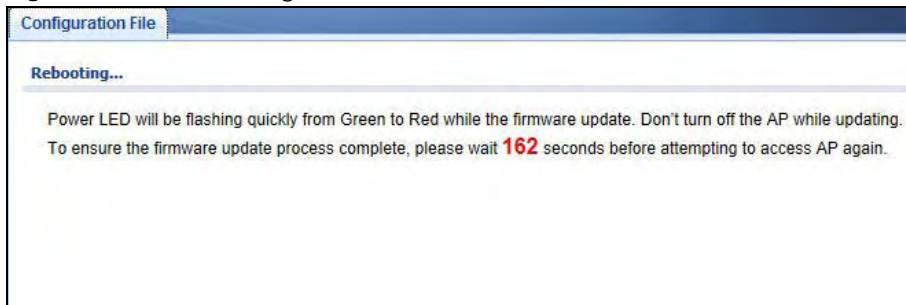 Configuration File
Rebooting...
Power LED will be flashing quickly from Green to Red while the firmware update. Don't turn off the AP while updating.
To ensure the firmware update process complete, please wait 162 seconds before attempting to access AP again.